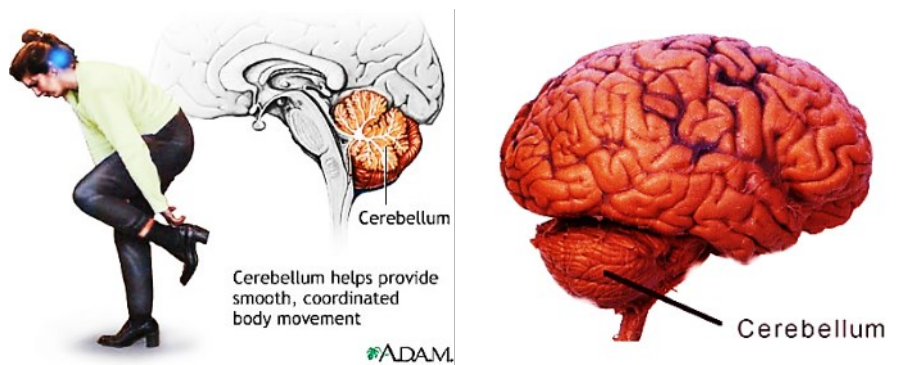 Cerebellum
Cerebellum helps provide
smooth, coordinated
body movement
A.D.A.M.
Cerebellum